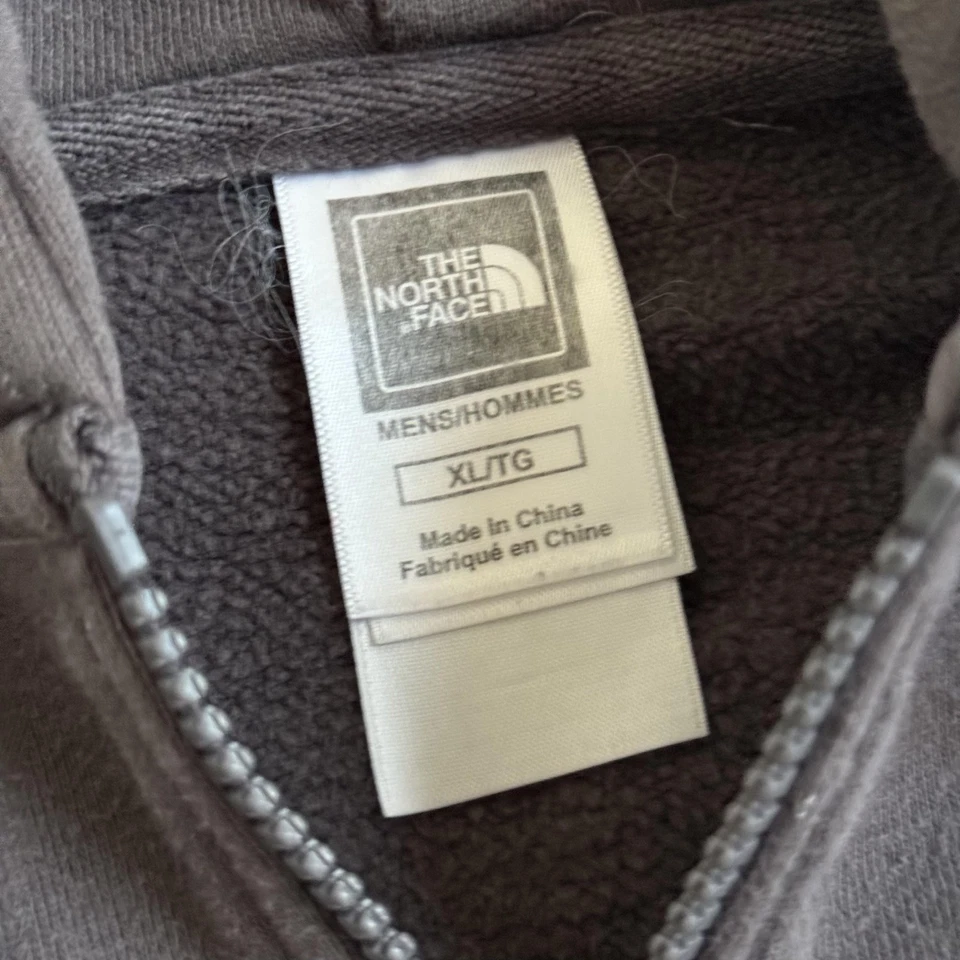 THE
NORTH
FACE
MENS/HOMMES
XL/TG
Made in China
Fabriqué en Chine